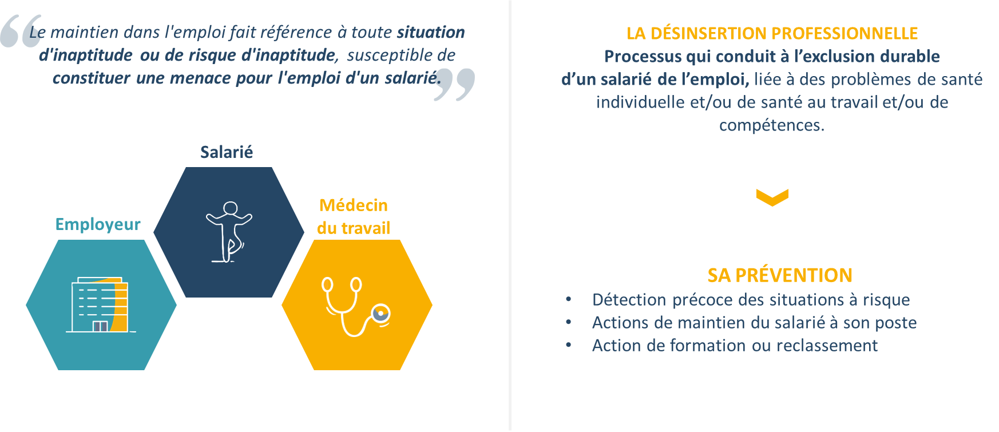 Le maintien dans l'emploi fait référence à toute situation
d'inaptitude ou de risque d'inaptitude, susceptible de
constituer une menace pour l'emploi d'un salarié.
Salarié
Employeur
Médecin
du travail
LA DÉSINSERTION PROFESSIONNELLE
Processus qui conduit à l’exclusion durable
d’un salarié de l’emploi, liée à des problèmes de santé
individuelle et/ou de santé au travail et/ou de
compétences.
SA PRÉVENTION
• Détection précoce des situations à risque
• Actions de maintien du salarié à son poste
• Action de formation ou reclassement